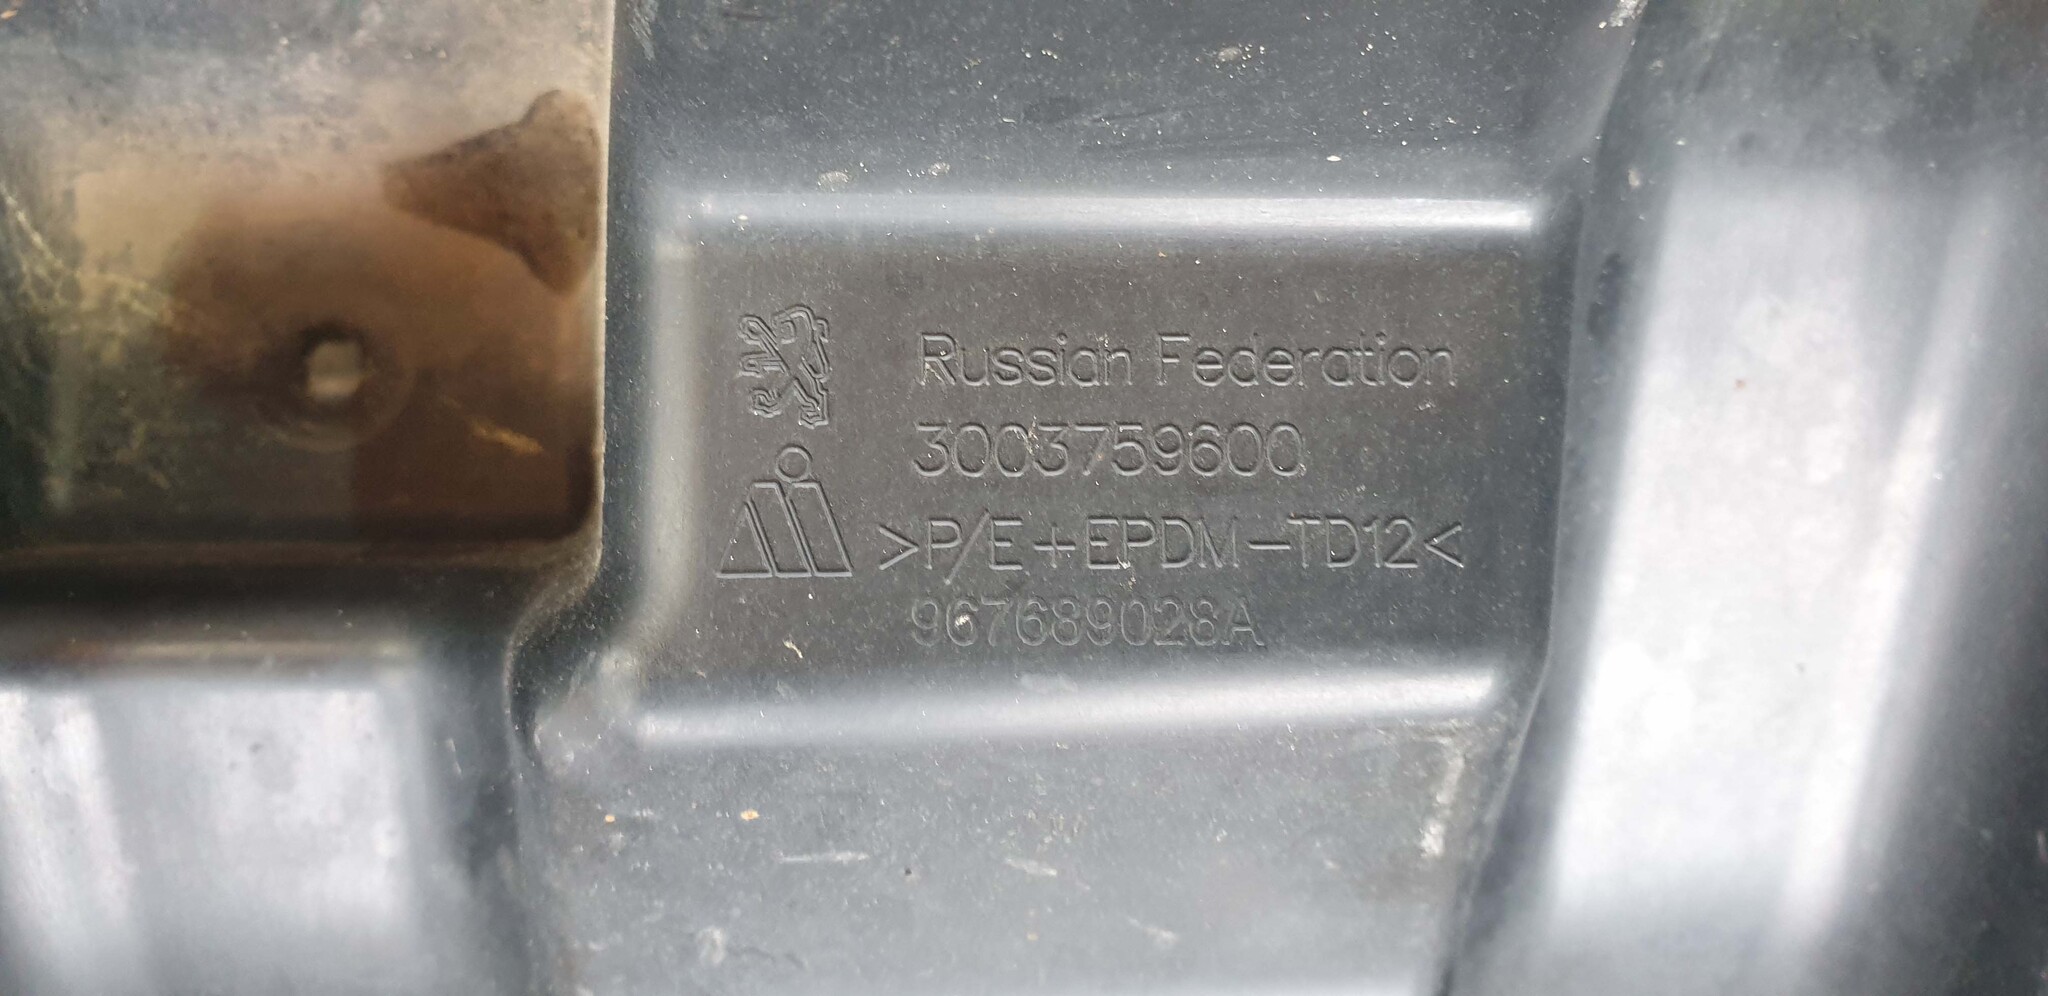 Russian Federation
3003759600
>P/E+EPDM-TD12<
967689028A